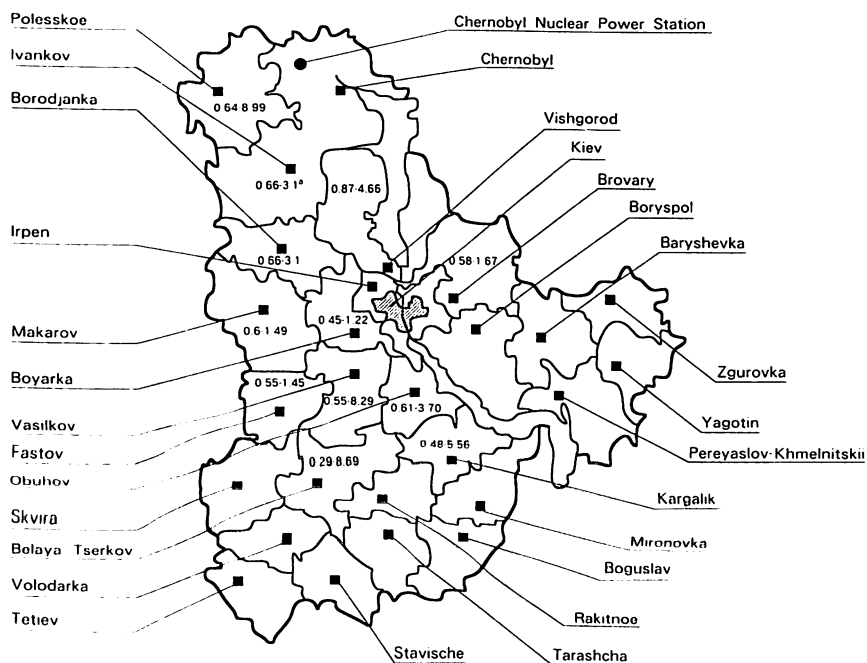 Polesskoe
Ivankov
Borodjanka
Irpen
Makarov
Boyarka
Vasilkov
Fastov
Obuhov
Skvira
Belaya Tserkov
Volodarka
Tetiev
Chernobyl Nuclear Power Station
Chernobyl
Vishgorod
Kiev
Brovary
Boryspol
Baryshevka
Zgurovka
Yagotin
Pereyaslov-Khmelnitskii
Kargalik
Mironovka
Boguslav
Rakitnoe
Tarashcha
Stavische
0 64 8 99
0 66-3 1ª
0.87-4.66
0 66-3 1
0 58-1 67
0 6-1 49
0 45-1.22
0 55-1.45
0 55-8.29
0 61-3 70
0 48-5 56
0 29-8 69